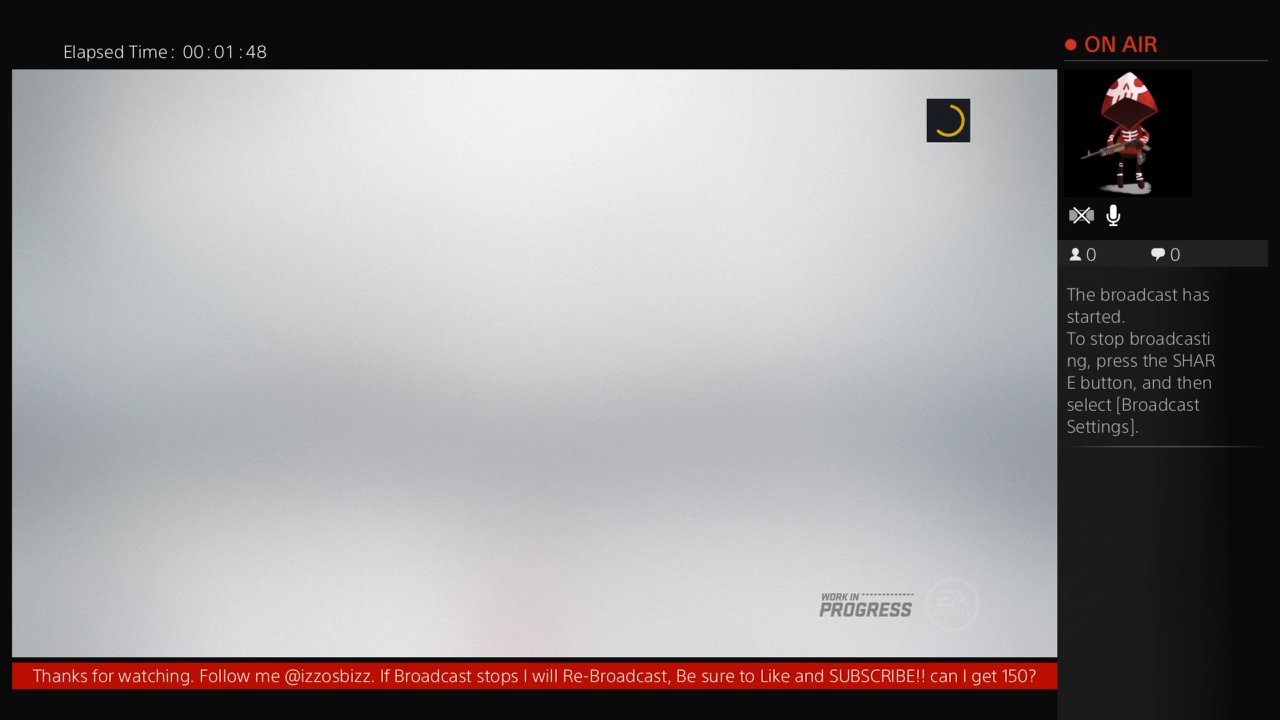 Elapsed Time: 00:01:48
ON AIR
0 0
The broadcast has
started.
To stop broadcasti
ng, press the SHAR
E button, and then
select [Broadcast
Settings].
WORK IN
PROGRESS
EA
Thanks for watching. Follow me @izzosbizz. If Broadcast stops I will Re-Broadcast, Be sure to Like and SUBSCRIBE!! can I get 150?